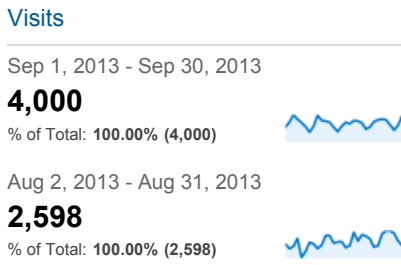 Visits
Sep 1, 2013 - Sep 30, 2013
4,000
% of Total: 100.00% (4,000)
Aug 2, 2013 - Aug 31, 2013
2,598
% of Total: 100.00% (2,598)